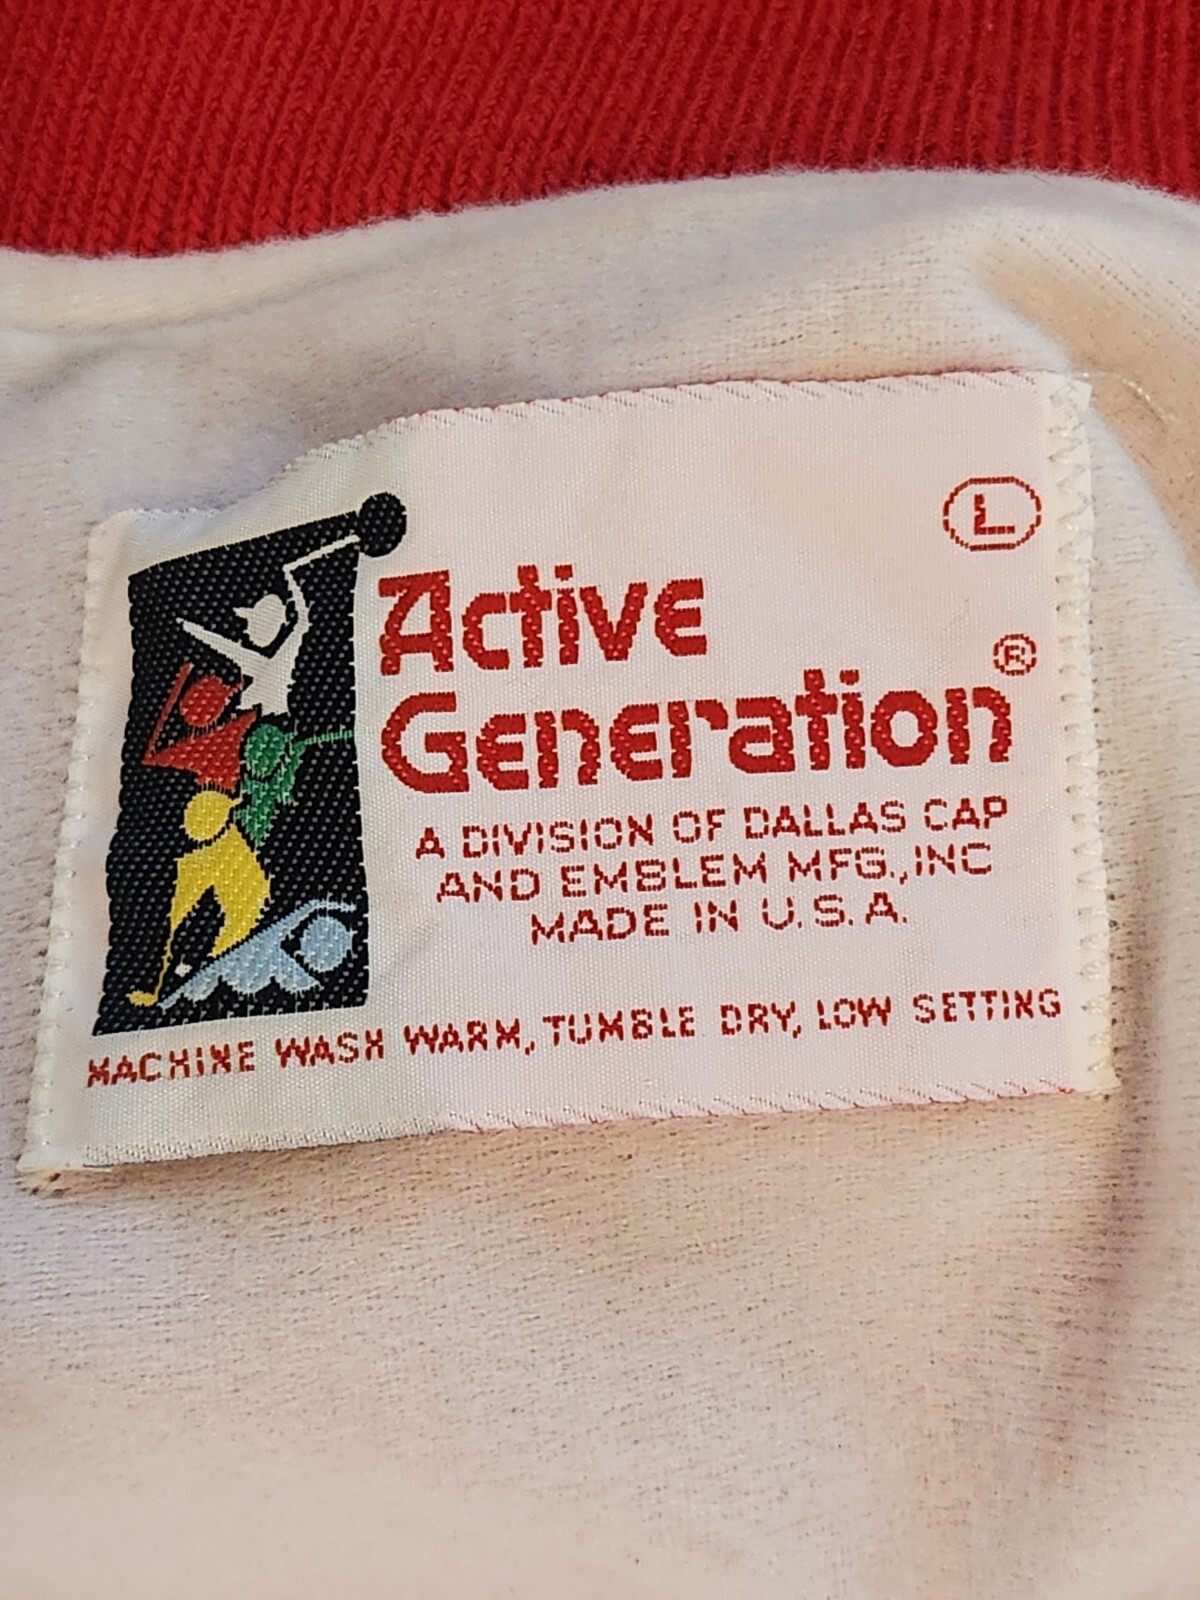 L
Active
Generation®
A DIVISION OF DALLAS CAP
AND EMBLEM MFG., INC
MADE IN U.S.A.
MACHINE WASH WARM, TUMBLE DRY, LOW SETTING